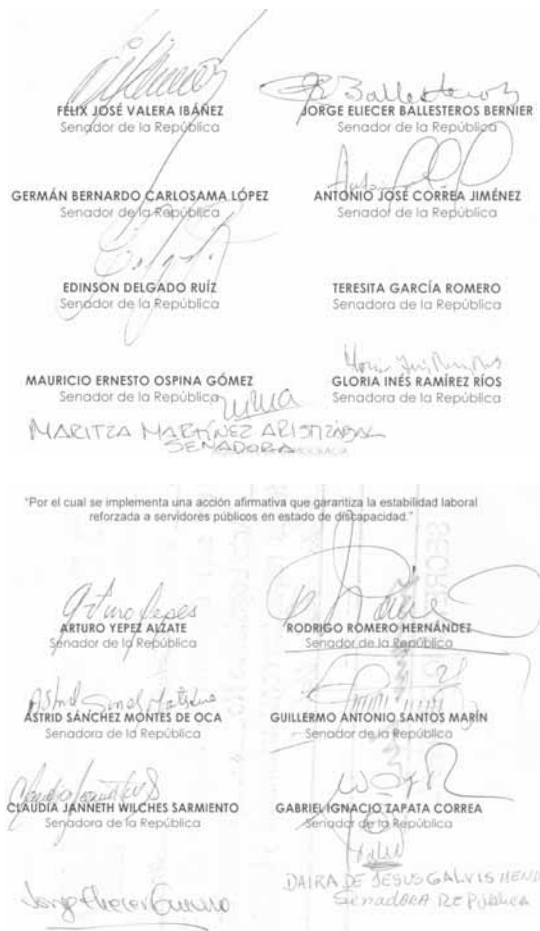 FÉLIX JOSÉ VALERA IBÁÑEZ
Senador de la República
JORGE ELIECER BALLESTEROS BERNIER
Senador de la República
GERMÁN BERNARDO CARLOSAMA LÓPEZ
Senador de la República
ANTONIO JOSÉ CORREA JIMÉNEZ
Senador de la República
EDINSON DELGADO RUÍZ
Senador de la República
TERESITA GARCÍA ROMERO
Senadora de la República
MAURICIO ERNESTO OSPINA GÓMEZ
Senador de la República
GLORIA INÉS RAMÍREZ RÍOS
Senadora de la República
MARITZA MARTÍNEZ ARISTIZÁBAL
SENADORA
"Por el cual se implementa una acción afirmativa que garantiza la estabilidad laboral
reforzada a servidores públicos en estado de discapacidad."
Arturo Yepes
ARTURO YEPEZ ALZATE
Senador de la República
RODRIGO ROMERO HERNÁNDEZ
Senador de la República
ASTRID SÁNCHEZ MONTES DE OCA
Senadora de la República
GUILLERMO ANTONIO SANTOS MARÍN
Senador de la República
CLAUDIA JANNETH WILCHES SARMIENTO
Senadora de la República
GABRIEL IGNACIO ZAPATA CORREA
Senador de la República
DAIRA DE JESUS GALVIS MEND
SENADORA REPÚBLICA